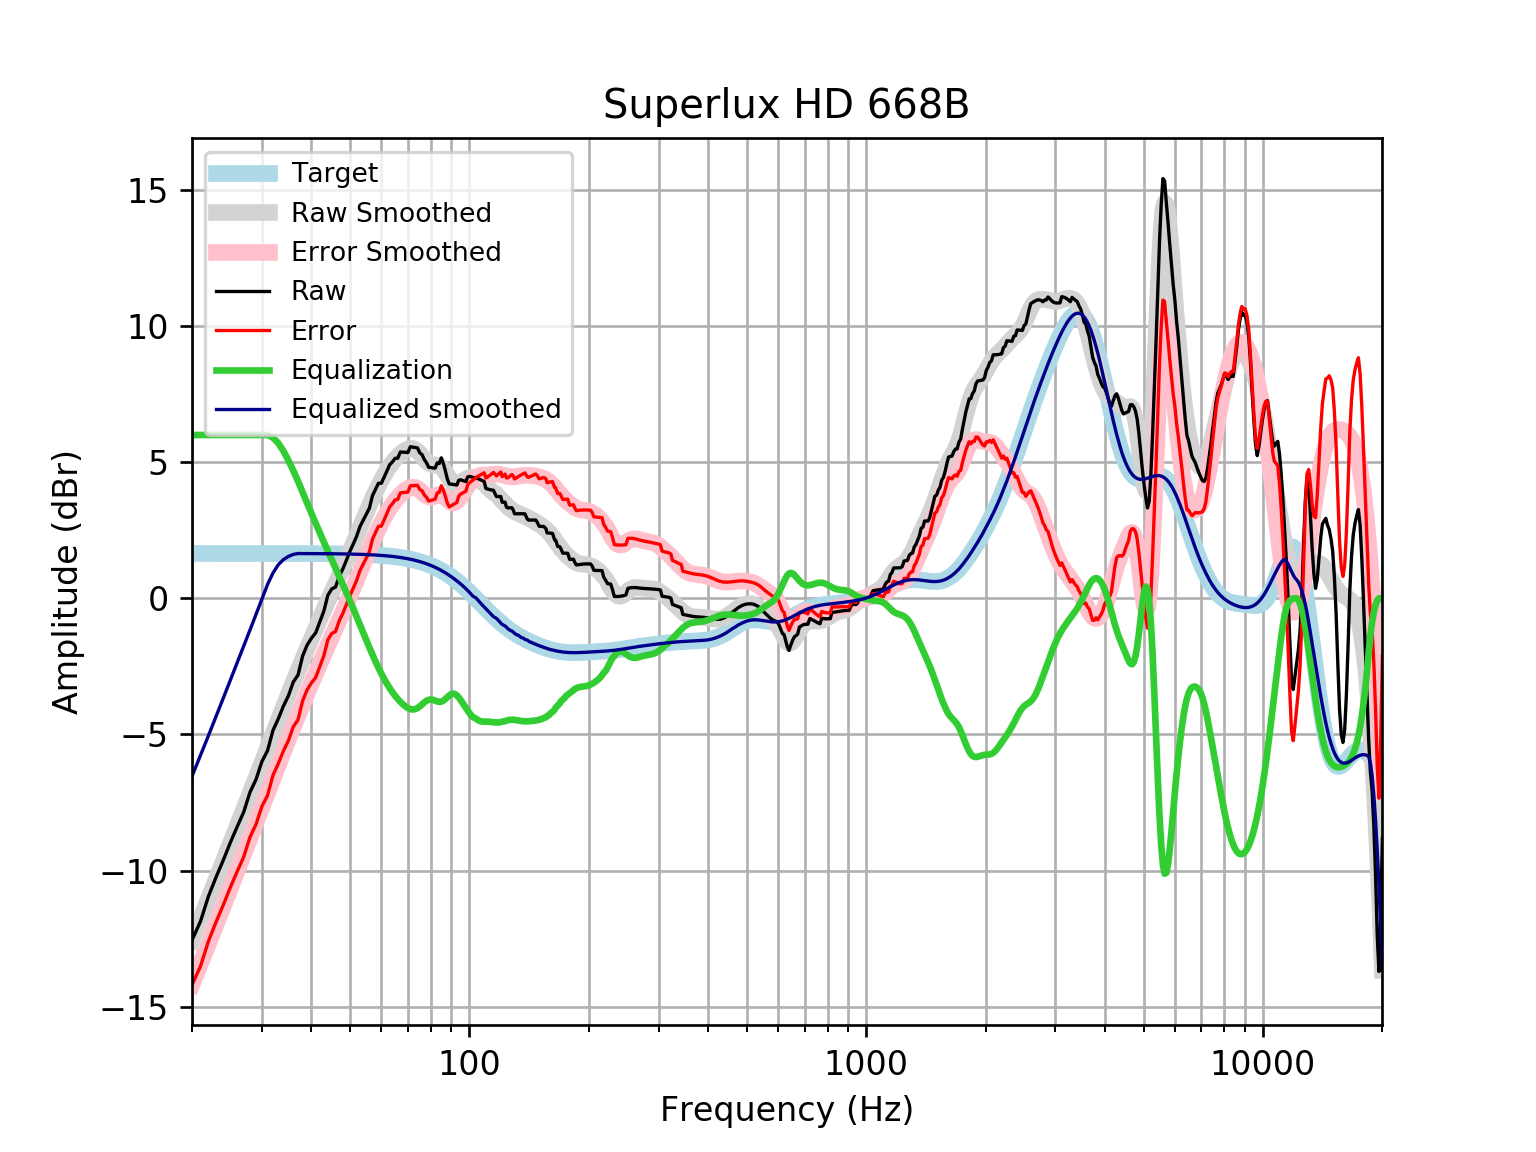 Superlux HD 668B
Target
Raw Smoothed
Error Smoothed
Raw
Error
Equalization
Equalized smoothed
15
10
5
0
−5
−10
−15
Amplitude (dBr)
100
1000
10000
Frequency (Hz)